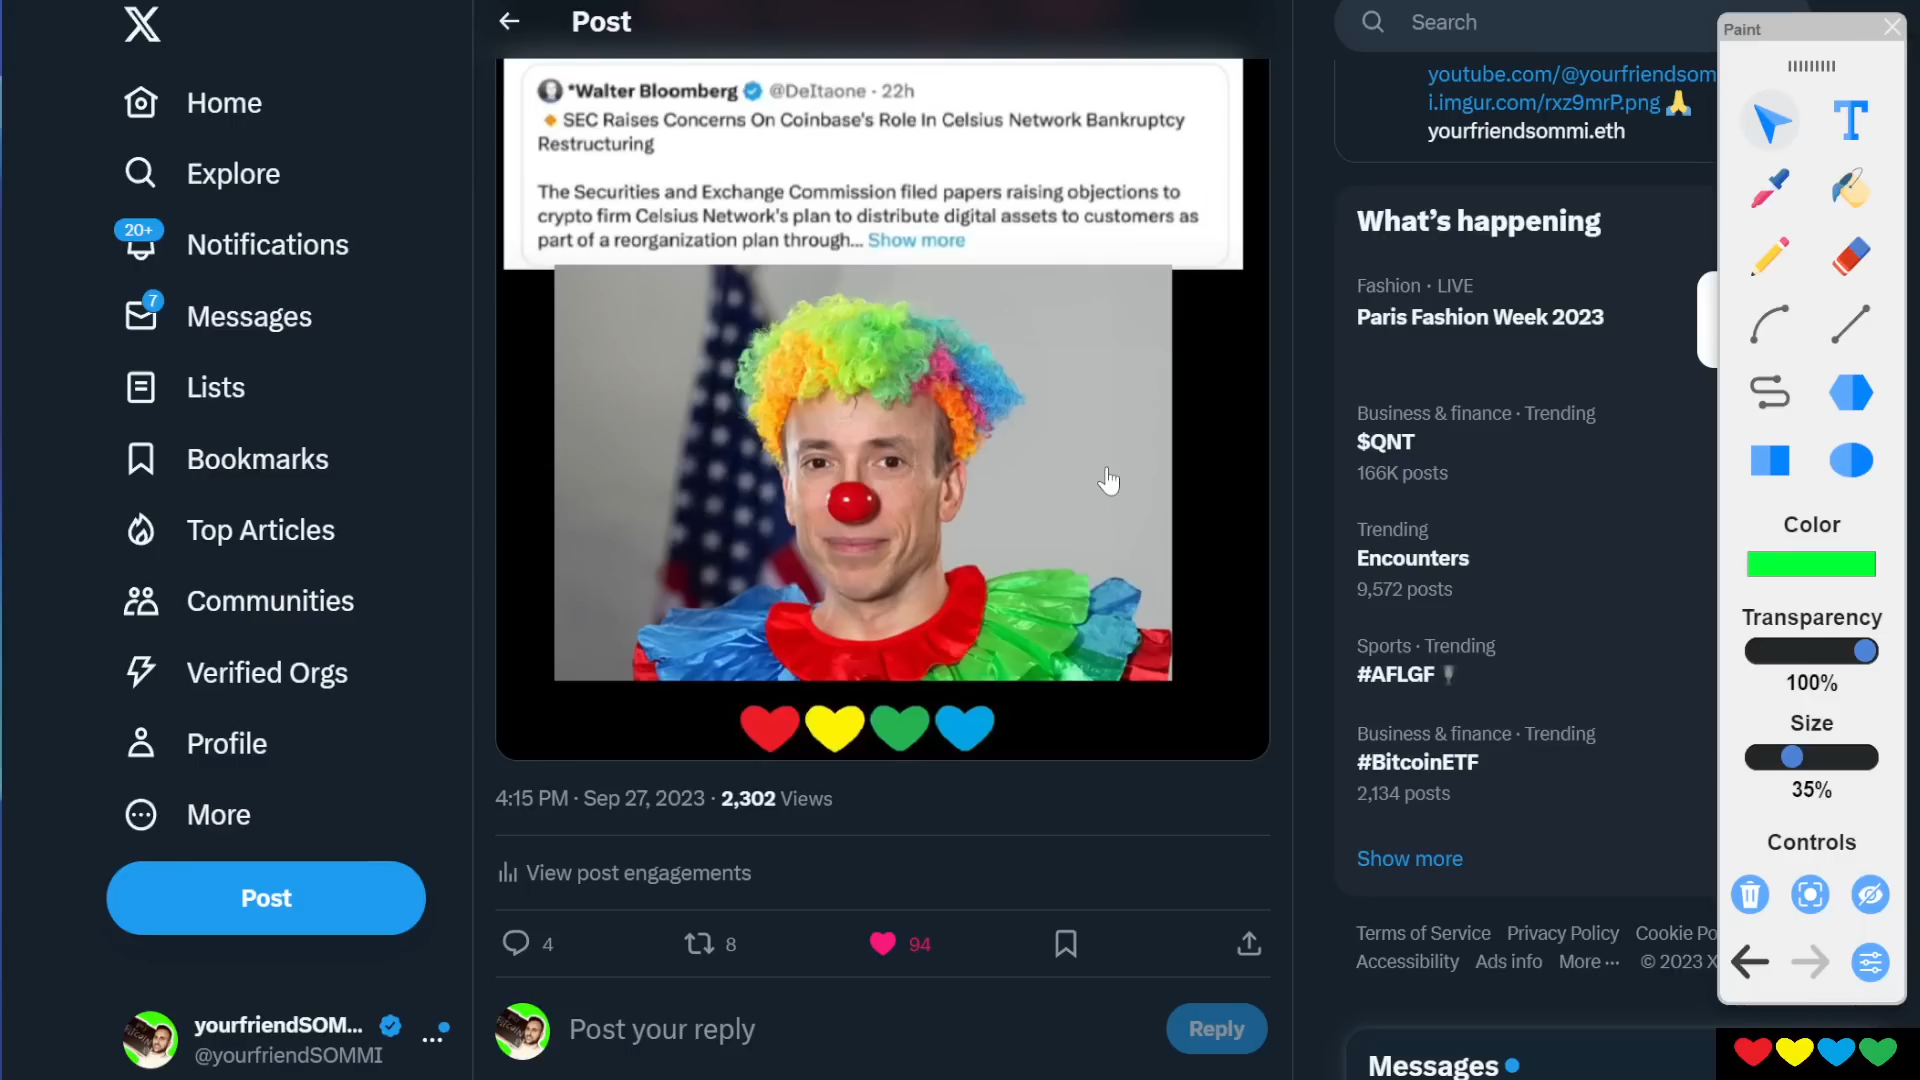 Home
Explore
20+
Notifications
7
Messages
Lists
Bookmarks
Top Articles
Communities
Verified Orgs
Profile
More
Post
yourfriendSOM...
@yourfriendSOMMI
Post
*Walter Bloomberg @DeItaone · 22h
SEC Raises Concerns On Coinbase's Role In Celsius Network Bankruptcy
Restructuring
The Securities and Exchange Commission filed papers raising objections to
crypto firm Celsius Network's plan to distribute digital assets to customers as
part of a reorganization plan through... Show more
4:15 PM · Sep 27, 2023 · 2,302 Views
View post engagements
4
8
94
Post your reply
Reply
Search
youtube.com/@yourfriendsom
i.imgur.com/rxz9mrP.png
yourfriendsommi.eth
What's happening
Fashion · LIVE
Paris Fashion Week 2023
Business & finance · Trending
$QNT
166K posts
Trending
Encounters
9,572 posts
Sports · Trending
#AFLGF
Business & finance · Trending
#BitcoinETF
2,134 posts
Show more
Terms of Service Privacy Policy Cookie Po
Accessibility Ads info More ··· © 2023 X
Messages
Paint
T
Color
Transparency
100%
Size
35%
Controls